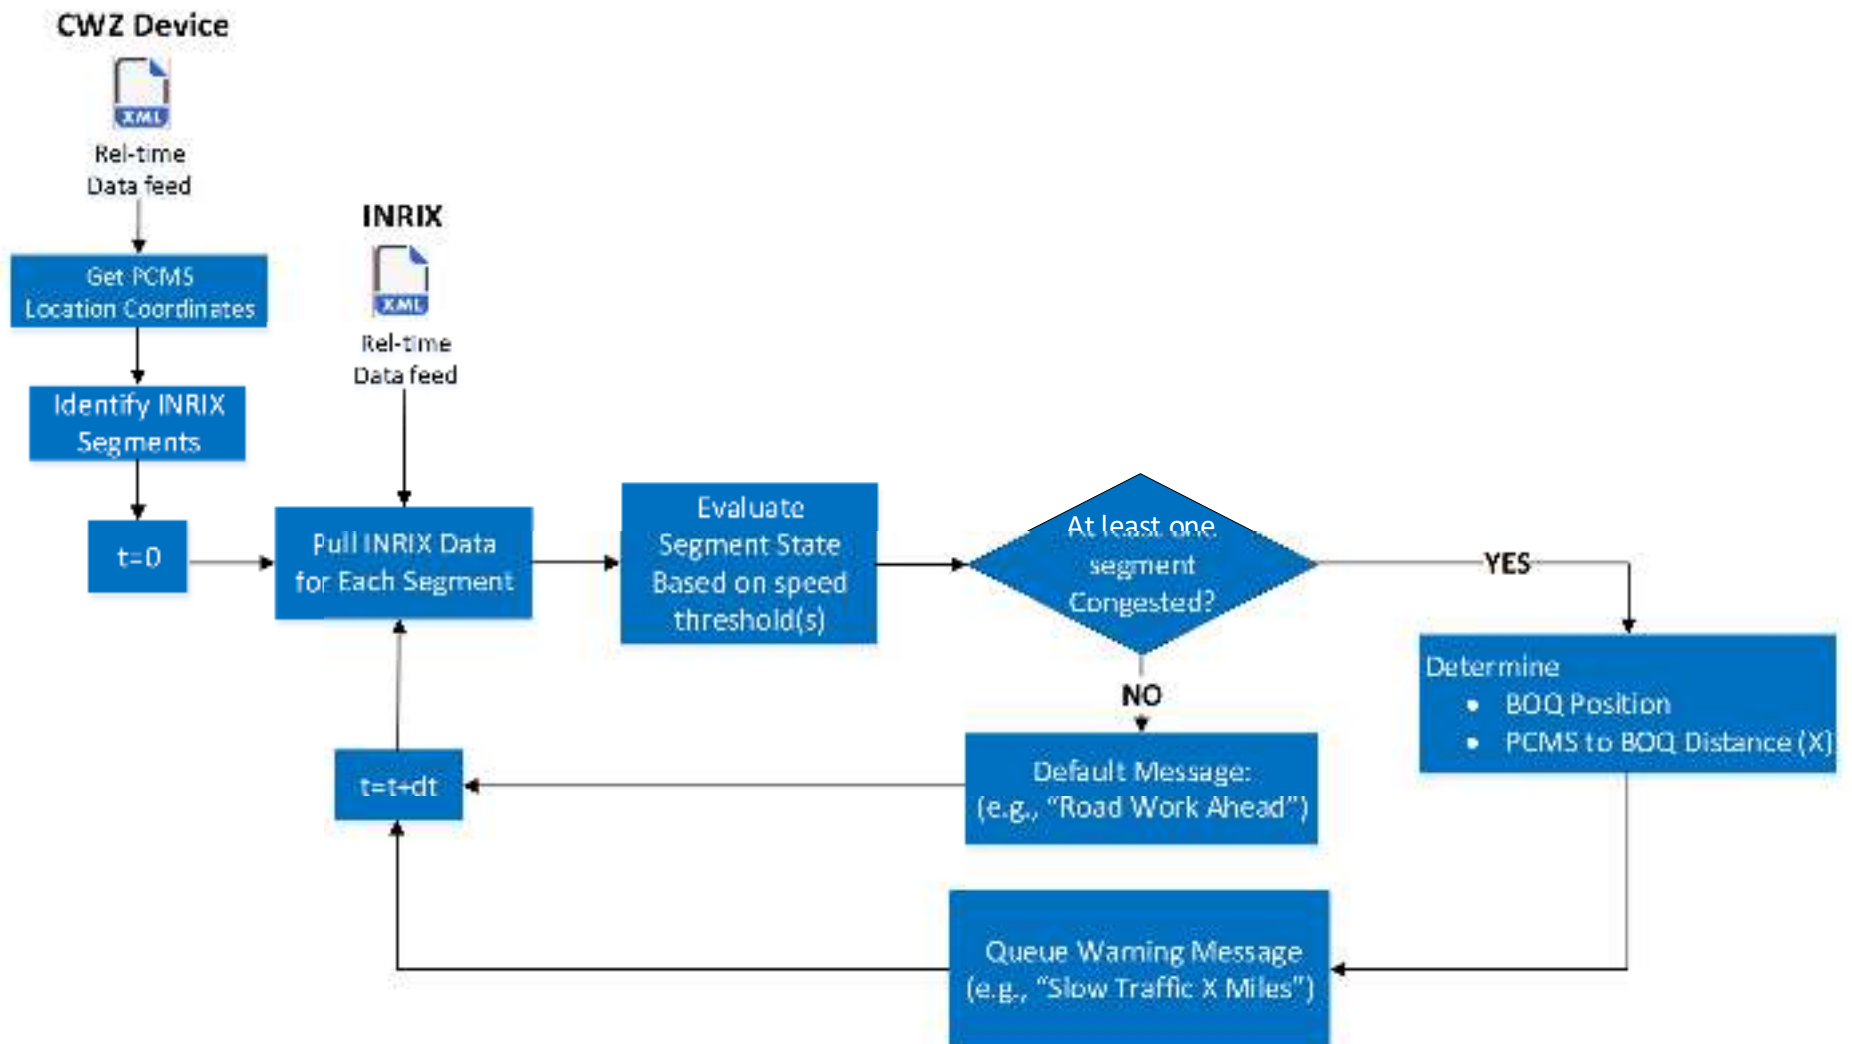 CWZ Device
XML
Rel-time
Data feed
Get PCMS
Location Coordinates
Identify INRIX
Segments
t=0
INRIX
XML
Rel-time
Data feed
Pull INRIX Data
for Each Segment
Evaluate
Segment State
Based on speed
threshold(s)
At least one
segment
Congested?
YES
NO
Determine
• BOQ Position
• PCMS to BOQ Distance (X)
Default Message:
(e.g., “Road Work Ahead”)
t=t+dt
Queue Warning Message
(e.g., “Slow Traffic X Miles”)